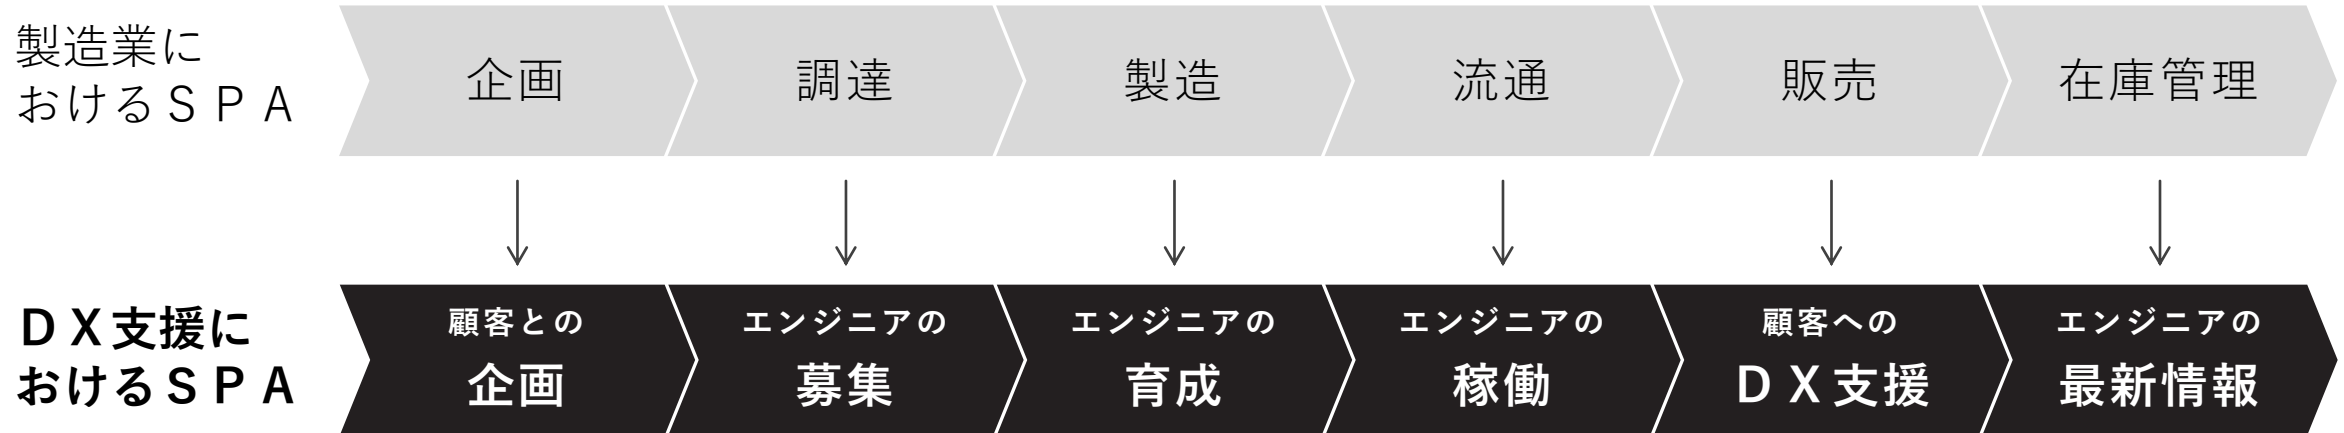 製造業に
おけるＳＰＡ
企画
調達
製造
流通
販売
在庫管理
ＤＸ支援に
おけるＳＰＡ
顧客との
企画
エンジニアの
募集
エンジニアの
育成
エンジニアの
稼働
顧客への
ＤＸ支援
エンジニアの
最新情報